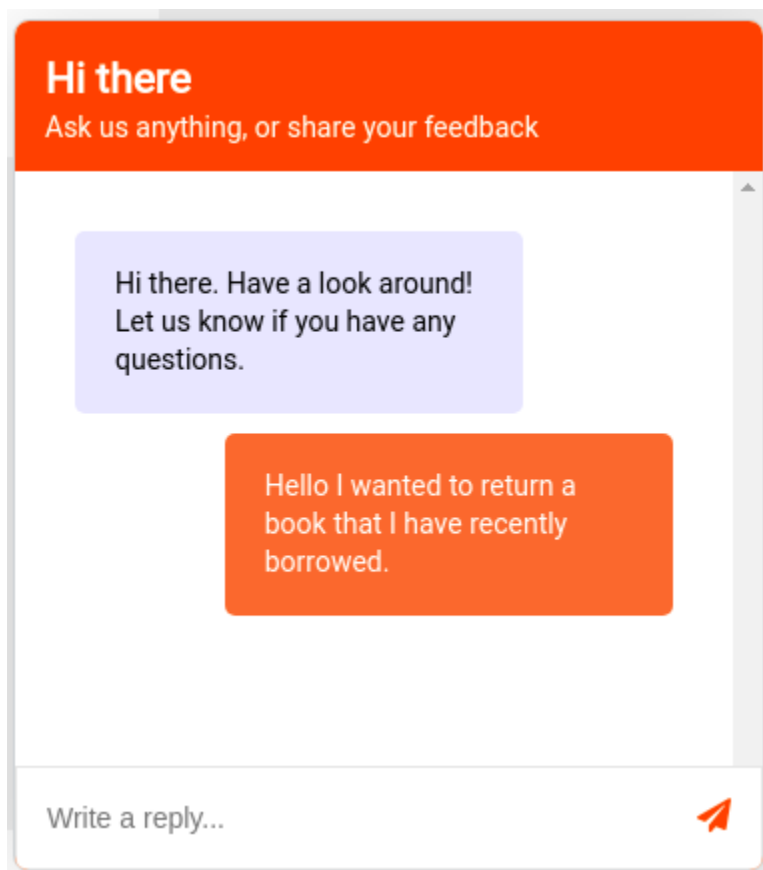 Hi there
Ask us anything, or share your feedback
Hi there. Have a look around!
Let us know if you have any
questions.
Hello I wanted to return a
book that I have recently
borrowed.
Write a reply...